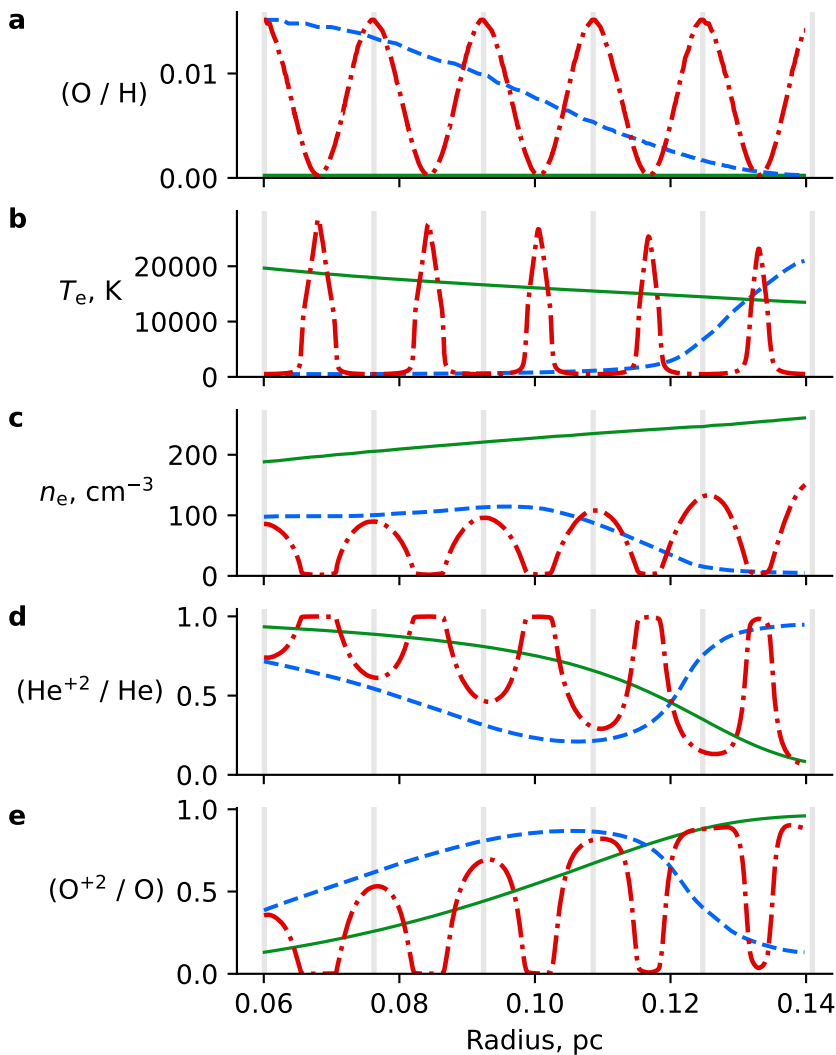 a
(O / H)
0.01
0.00
b
Tₑ, K
20000
10000
0
c
nₑ, cm⁻³
200
100
0
d
(He⁺² / He)
1.0
0.5
0.0
e
(O⁺² / O)
1.0
0.5
0.0
0.06 0.08 0.10 0.12 0.14
Radius, pc